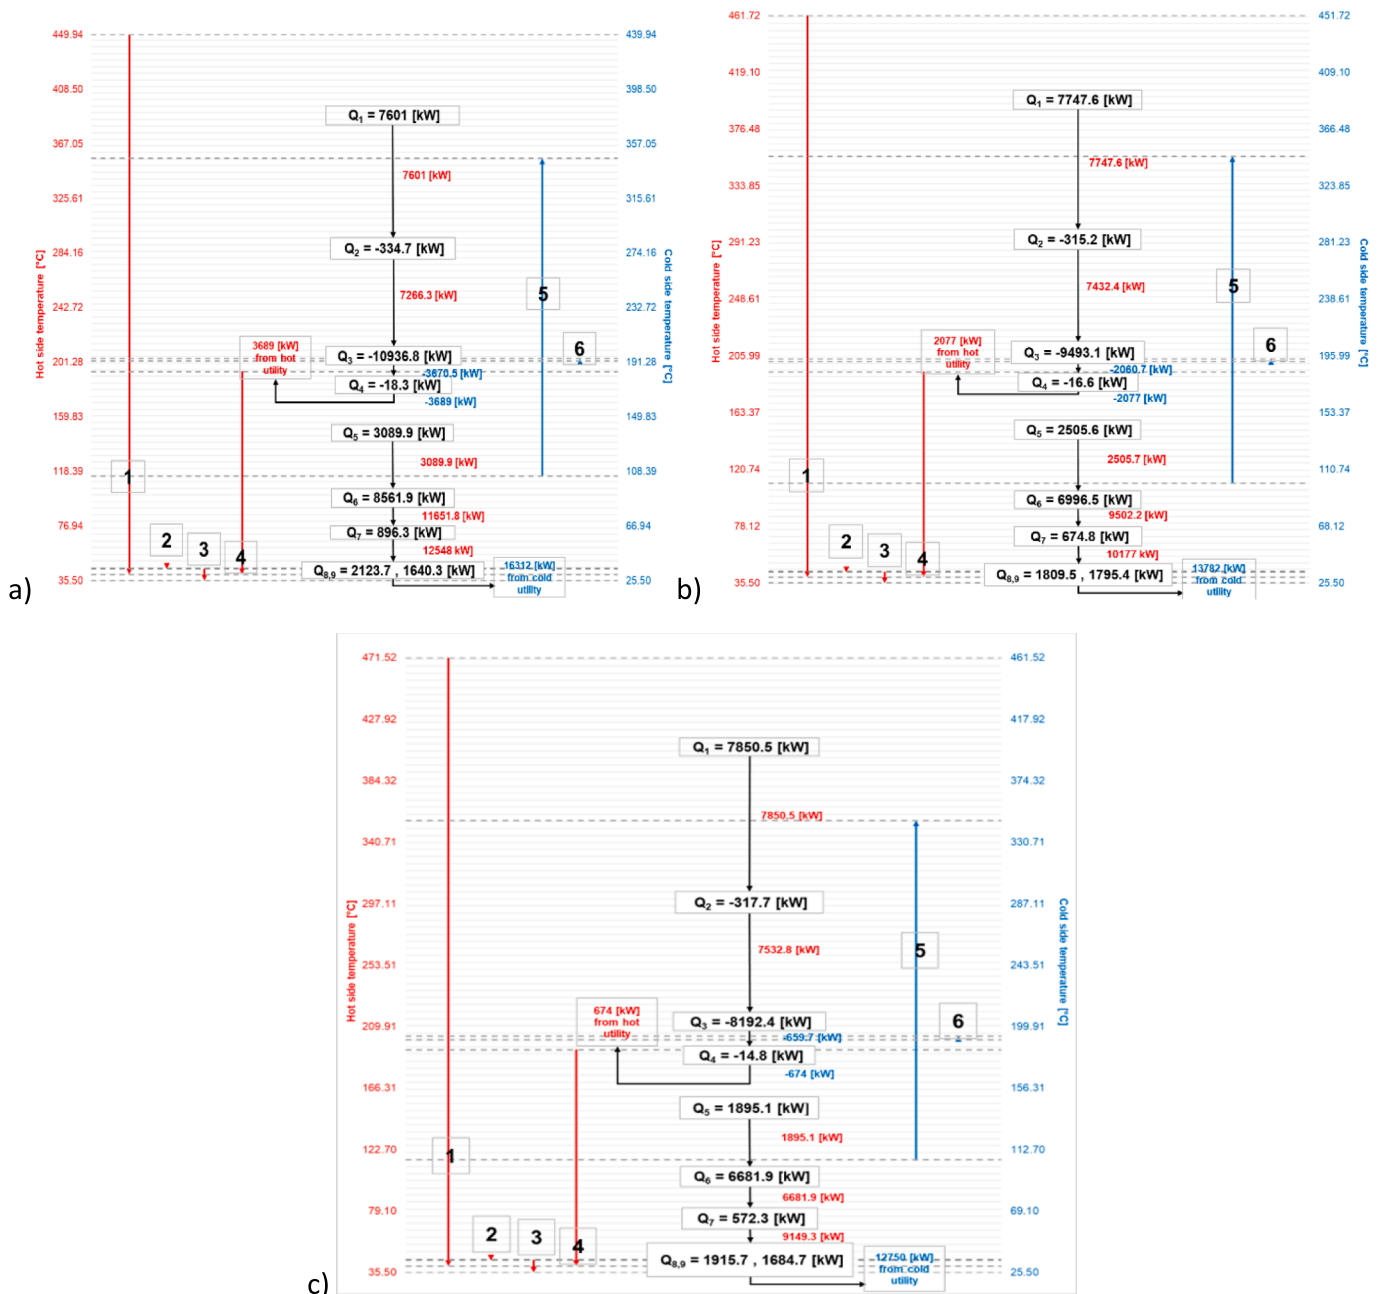 a)
449.94
408.50
367.05
325.61
284.16
242.72
201.28
159.83
118.39
76.94
35.50
Hot side temperature [°C]
Q1 = 7601 [kW]
7601 [kW]
Q2 = -334.7 [kW]
7266.3 [kW]
3689 [kW]
from hot
utility
Q3 = -10936.8 [kW]
-3670.5 [kW]
Q4 = -18.3 [kW]
-3689 [kW]
Q5 = 3089.9 [kW]
3089.9 [kW]
Q6 = 8561.9 [kW]
11651.8 [kW]
Q7 = 896.3 [kW]
12548 kW]
Q8,9 = 2123.7 , 1640.3 [kW]
16312 [kW]
from cold
utility
1
2
3
4
5
6
439.94
398.50
357.05
315.61
274.16
232.72
191.28
149.83
108.39
66.94
25.50
Cold side temperature [°C]
b)
461.72
419.10
376.48
333.85
291.23
248.61
205.99
163.37
120.74
78.12
35.50
Hot side temperature [°C]
Q1 = 7747.6 [kW]
7747.6 [kW]
Q2 = -315.2 [kW]
7432.4 [kW]
2077 [kW]
from hot
utility
Q3 = -9493.1 [kW]
-2060.7 [kW]
Q4 = -16.6 [kW]
-2077 [kW]
Q5 = 2505.6 [kW]
2505.7 [kW]
Q6 = 6996.5 [kW]
9502.2 [kW]
Q7 = 674.8 [kW]
10177 kW]
Q8,9 = 1809.5 , 1795.4 [kW]
13782 [kW]
from cold
utility
1
2
3
4
5
6
451.72
409.10
366.48
323.85
281.23
238.61
195.99
153.37
110.74
68.12
25.50
Cold side temperature [°C]
c)
471.52
427.92
384.32
340.71
297.11
253.51
209.91
166.31
122.70
79.10
35.50
Hot side temperature [°C]
Q1 = 7850.5 [kW]
7850.5 [kW]
Q2 = -317.7 [kW]
7532.8 [kW]
674 [kW]
from hot
utility
Q3 = -8192.4 [kW]
-659.7 [kW]
Q4 = -14.8 [kW]
-674 [kW]
Q5 = 1895.1 [kW]
1895.1 [kW]
Q6 = 6681.9 [kW]
6681.9 [kW]
Q7 = 572.3 [kW]
9149.3 [kW]
Q8,9 = 1915.7 , 1684.7 [kW]
12750 [kW]
from cold
utility
1
2
3
4
5
6
461.52
417.92
374.32
330.71
287.11
243.51
199.91
156.31
112.70
69.10
25.50
Cold side temperature [°C]